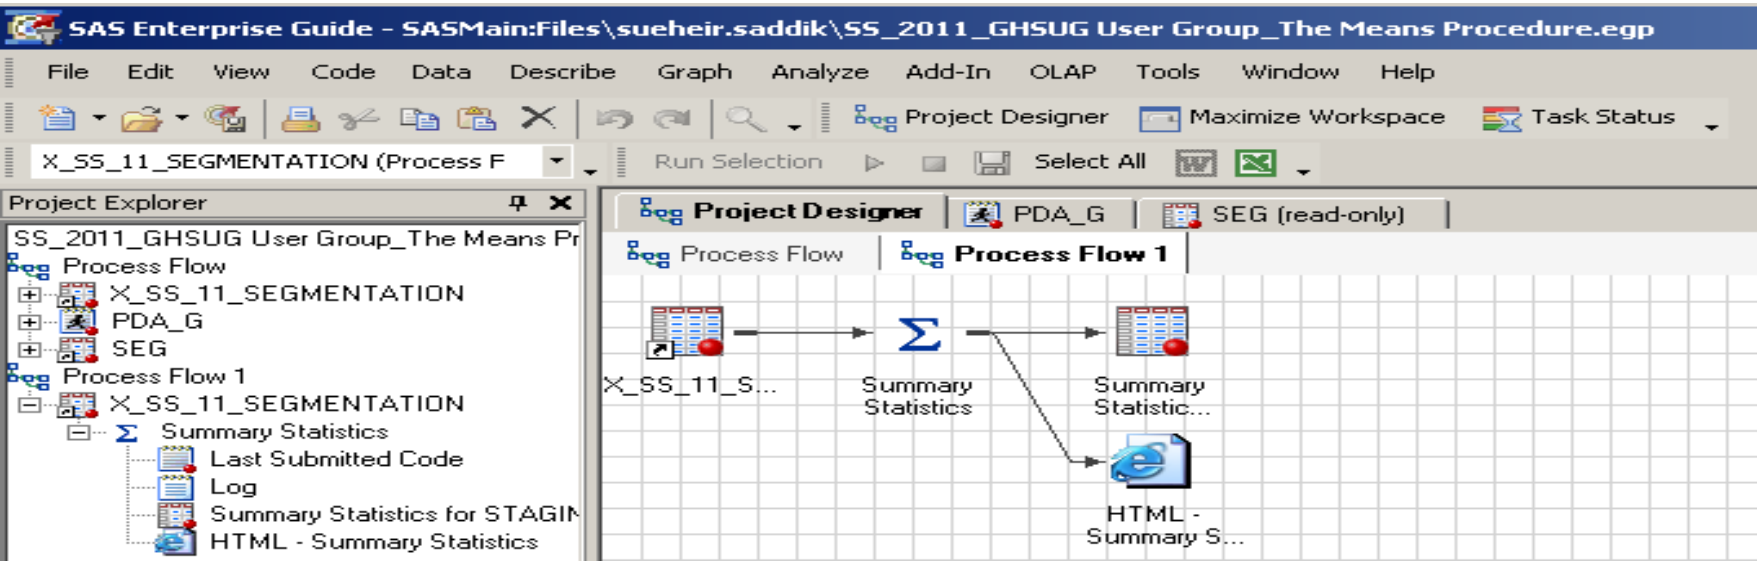 SAS Enterprise Guide - SASMain:Files\sueheir.saddik\SS_2011_GHSUG User Group_The Means Procedure.egp
File Edit View Code Data Describe Graph Analyze Add-In OLAP Tools Window Help
Project Designer Maximize Workspace Task Status
X_SS_11_SEGMENTATION (Process F Run Selection Select All
Project Explorer
SS_2011_GHSUG User Group_The Means Pr
Process Flow
X_SS_11_SEGMENTATION
PDA_G
SEG
Process Flow 1
X_SS_11_SEGMENTATION
Summary Statistics
Last Submitted Code
Log
Summary Statistics for STAGIN
HTML - Summary Statistics
Project Designer PDA_G SEG (read-only)
Process Flow Process Flow 1
X_SS_11_S...
Summary
Statistics
Summary
Statistic...
HTML -
Summary S...